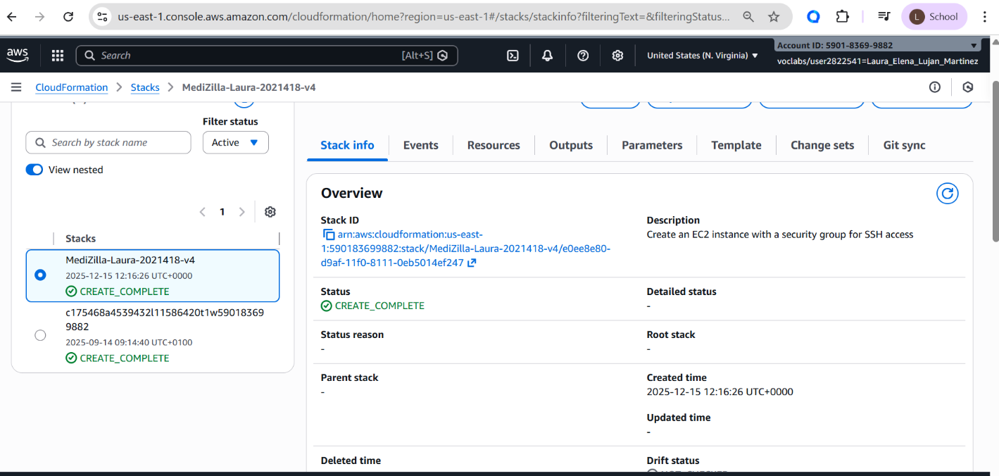 us-east-1.console.aws.amazon.com/cloudformation/home?region=us-east-1#/stacks/stackinfo?filteringText=&filteringStatus...
L School
aws
Search [Alt+S]
United States (N. Virginia)
Account ID: 5901-8369-9882
voclabs/user2822541=Laura_Elena_Lujan_Martinez
CloudFormation > Stacks > MediZilla-Laura-2021418-v4
Filter status
Search by stack name
Active
View nested
1
Stacks
MediZilla-Laura-2021418-v4
2025-12-15 12:16:26 UTC+0000
CREATE_COMPLETE
c175468a4539432l11586420t1w59018369
9882
2025-09-14 09:14:40 UTC+0100
CREATE_COMPLETE
Stack info Events Resources Outputs Parameters Template Change sets Git sync
Overview
Stack ID
arn:aws:cloudformation:us-east-
1:590183699882:stack/MediZilla-Laura-2021418-v4/e0ee8e80-
d9af-11f0-8111-0eb5014ef247
Description
Create an EC2 instance with a security group for SSH access
Status
CREATE_COMPLETE
Detailed status
-
Status reason
-
Root stack
-
Parent stack
-
Created time
2025-12-15 12:16:26 UTC+0000
Updated time
-
Deleted time
Drift status